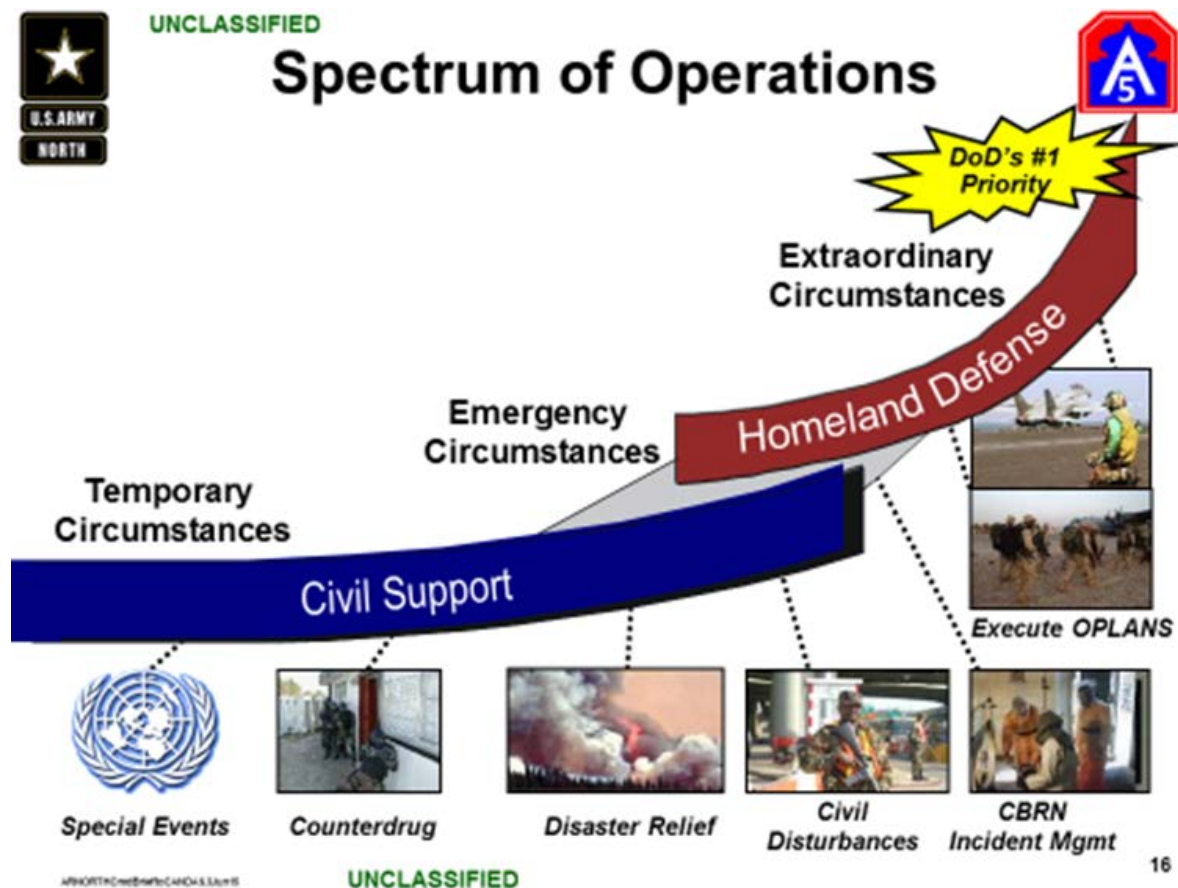 UNCLASSIFIED
Spectrum of Operations
U.S.ARMY
NORTH
A
5
DoD's #1
Priority
Extraordinary
Circumstances
Homeland Defense
Emergency
Circumstances
Temporary
Circumstances
Civil Support
Execute OPLANS
Special Events
Counterdrug
Disaster Relief
Civil
Disturbances
CBRN
Incident Mgmt
16
UNCLASSIFIED